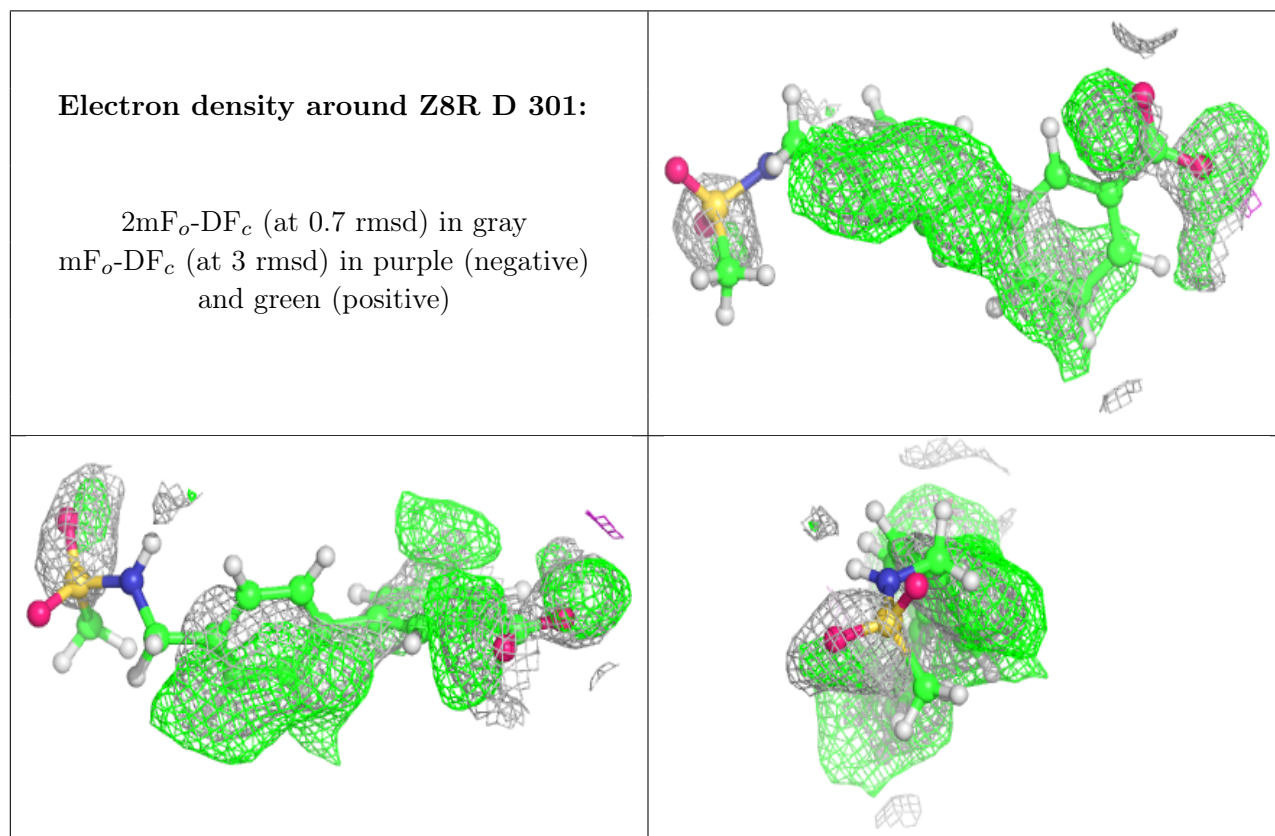 Electron density around Z8R D 301:
2mFo-DFc (at 0.7 rmsd) in gray
mFo-DFc (at 3 rmsd) in purple (negative)
and green (positive)